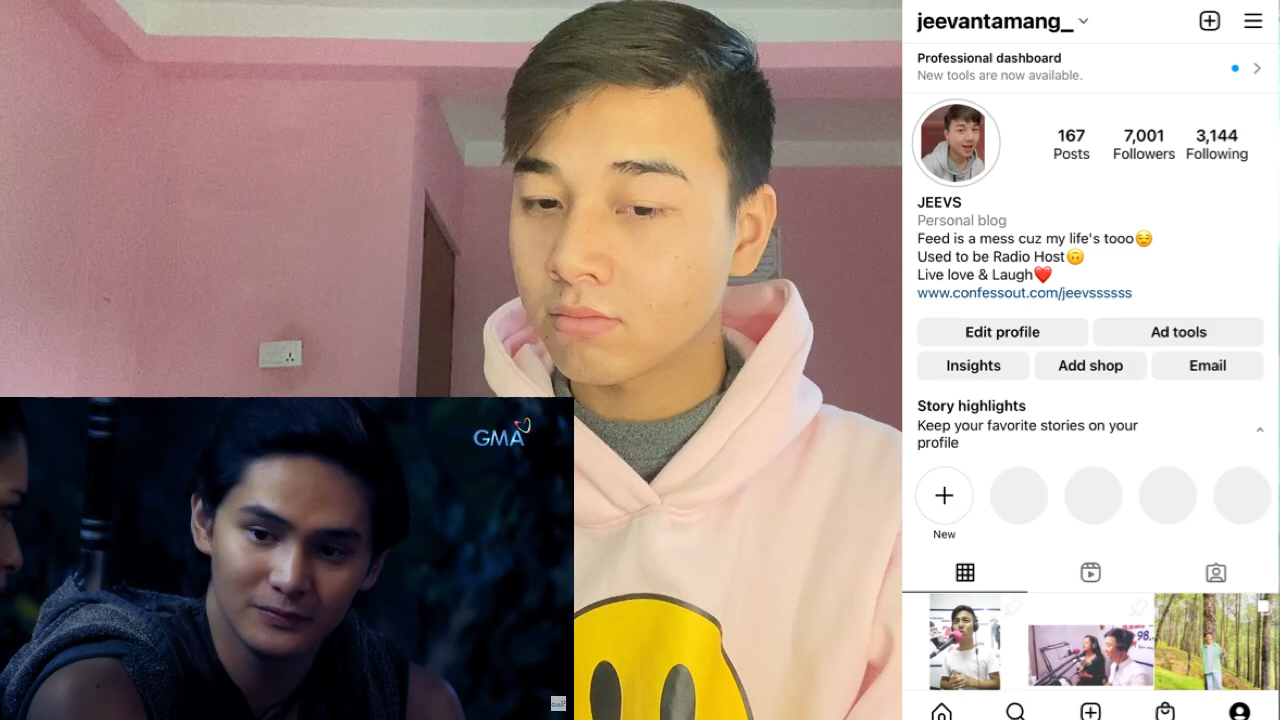 jeevantamang_
Professional dashboard
New tools are now available.
167
Posts
7,001
Followers
3,144
Following
JEEVS
Personal blog
Feed is a mess cuz my life's tooo😌
Used to be Radio Host🙃
Live love & Laugh❤️
www.confessout.com/jeevssssss
Edit profile
Ad tools
Insights
Add shop
Email
Story highlights
Keep your favorite stories on your
profile
New
98.
GMA
GMA